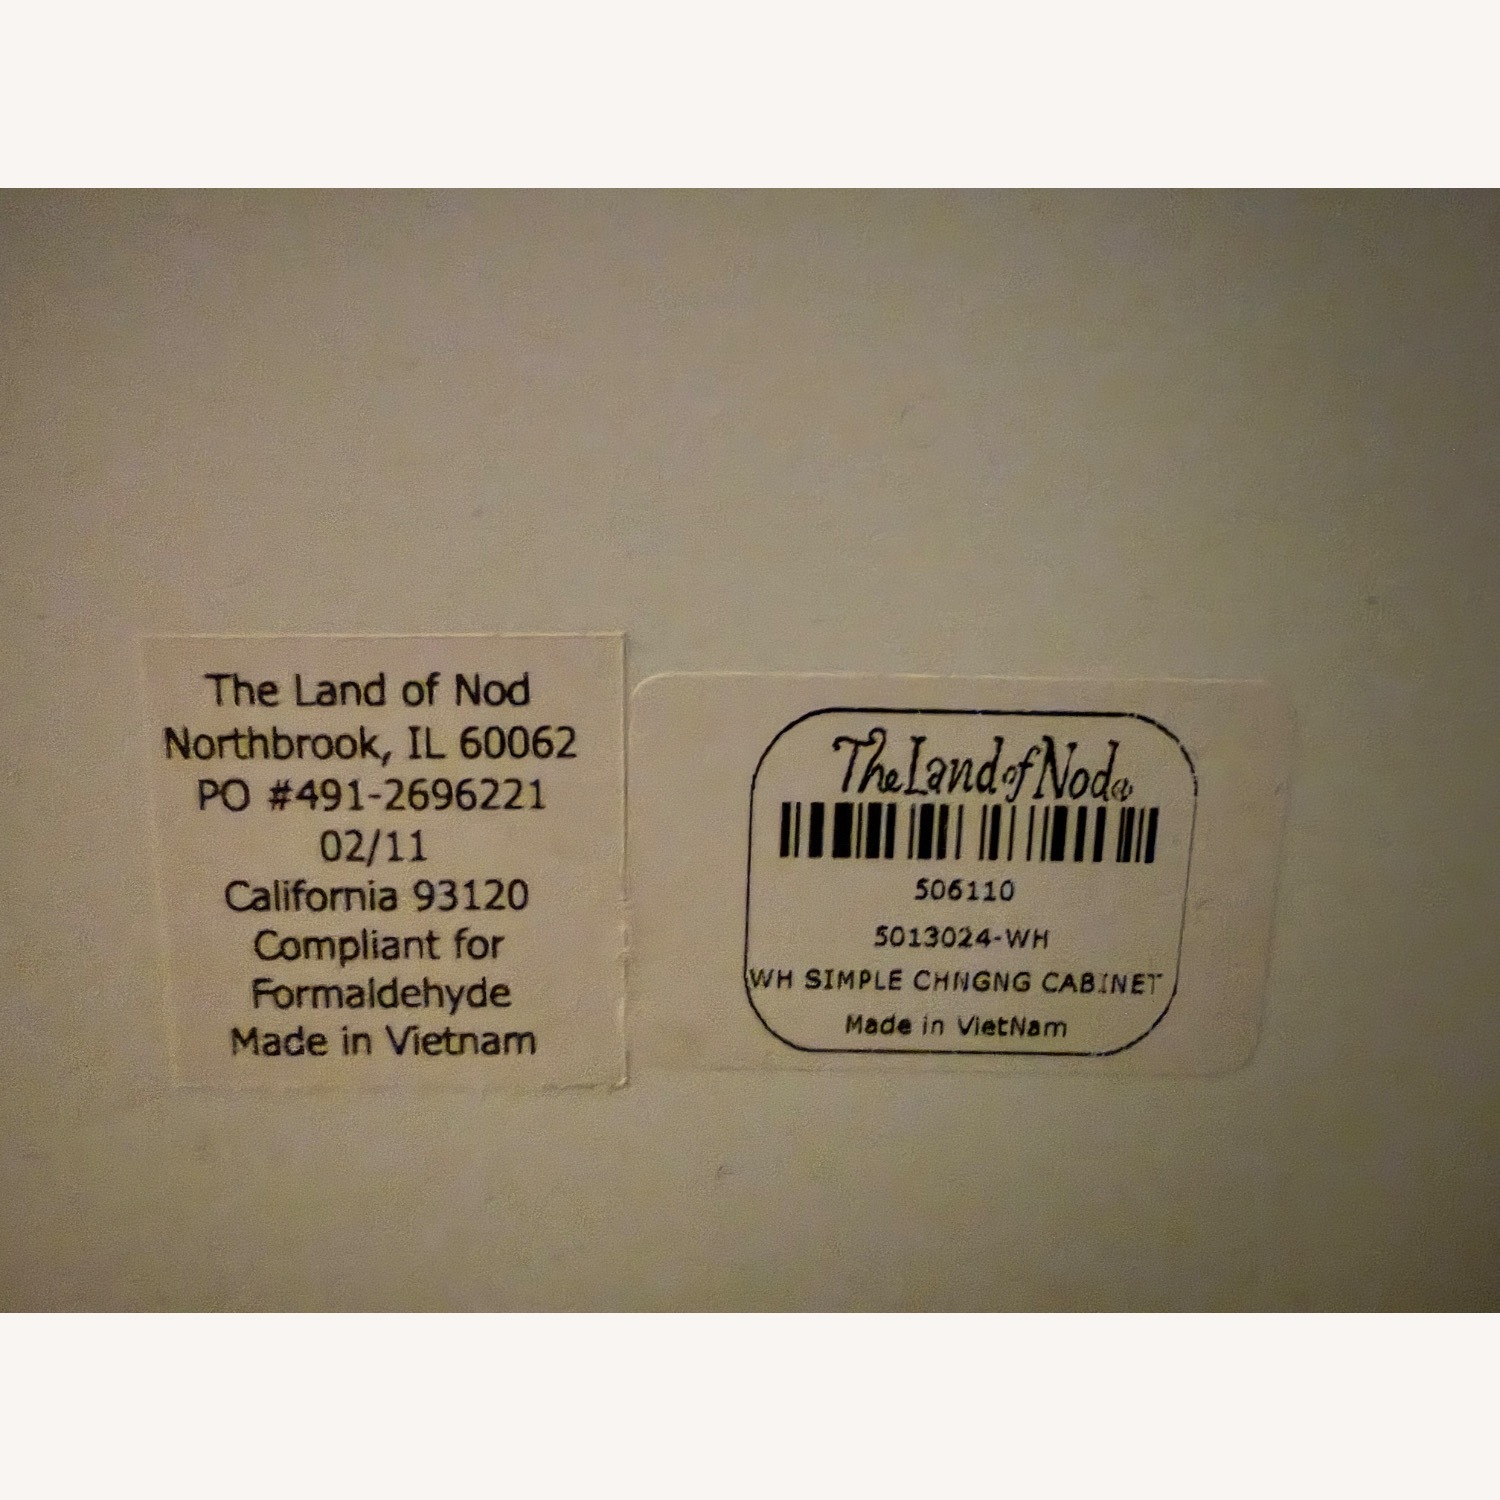 The Land of Nod
Northbrook, IL 60062
PO #491-2696221
02/11
California 93120
Compliant for
Formaldehyde
Made in Vietnam
The Land of Nod®
506110
5013024-WH
WH SIMPLE CHNGNG CABINET
Made in VietNam